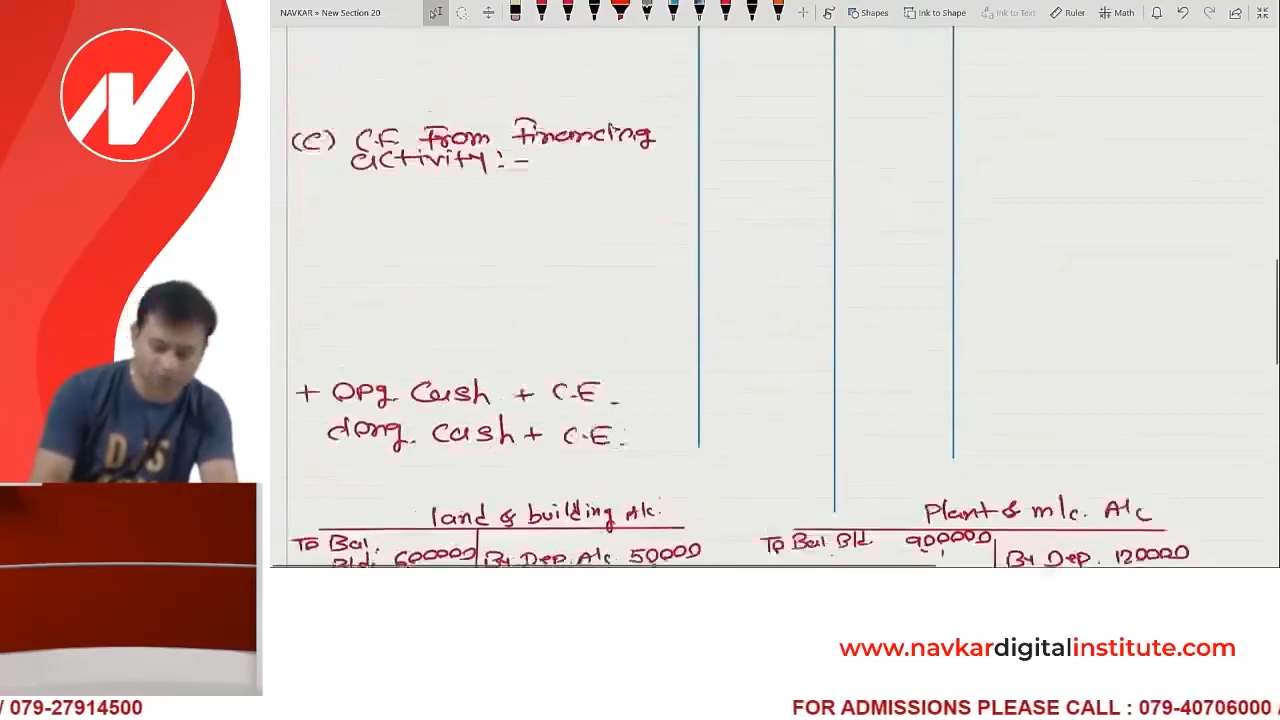 NAVKAR » New Section 20
Shapes
Ink to Shape
Ink to Text
Ruler
Math
(C) C.F From Financing
activity:-
+ opg. Cash + C.E.
clong. cash + C.E.
land & building A/c.
Plant & m/c. A/c
To Bal.
Bld. 600000
By Dep. A/c. 50000
To Bal Bld. 900000
By Dep. 120000
www.navkardigitalinstitute.com
/ 079-27914500
FOR ADMISSIONS PLEASE CALL : 079-40706000 /